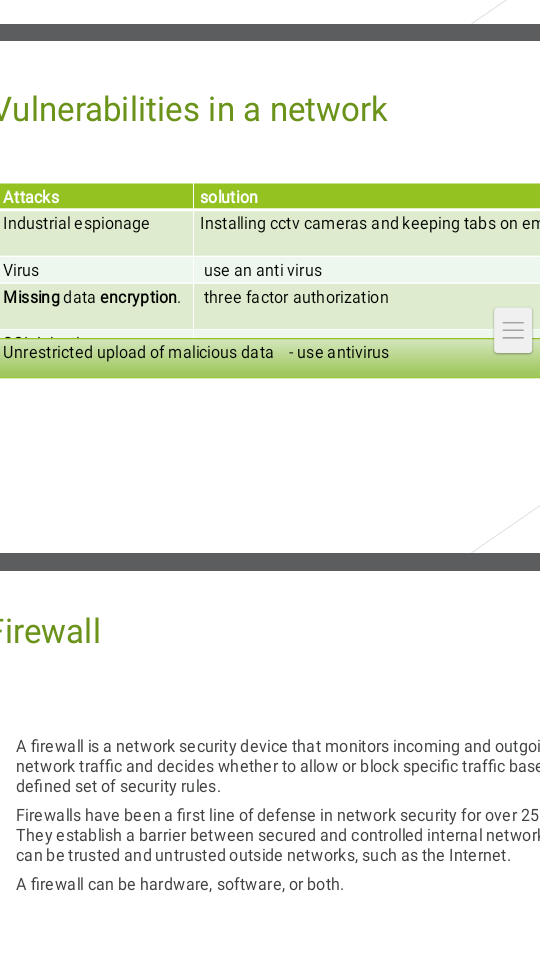 Vulnerabilities in a network
Attacks solution
Industrial espionage Installing cctv cameras and keeping tabs on
Virus use an anti virus
Missing data encryption. three factor authorization
Unrestricted upload of malicious data - use antivirus
Firewall
A firewall is a network security device that monitors incoming and
network traffic and decides whether to allow or block specific traffic
defined set of security rules.
Firewalls have been a first line of defense in network security for over 25
They establish a barrier between secured and controlled internal
can be trusted and untrusted outside networks, such as the Internet.
A firewall can be hardware, software, or both.